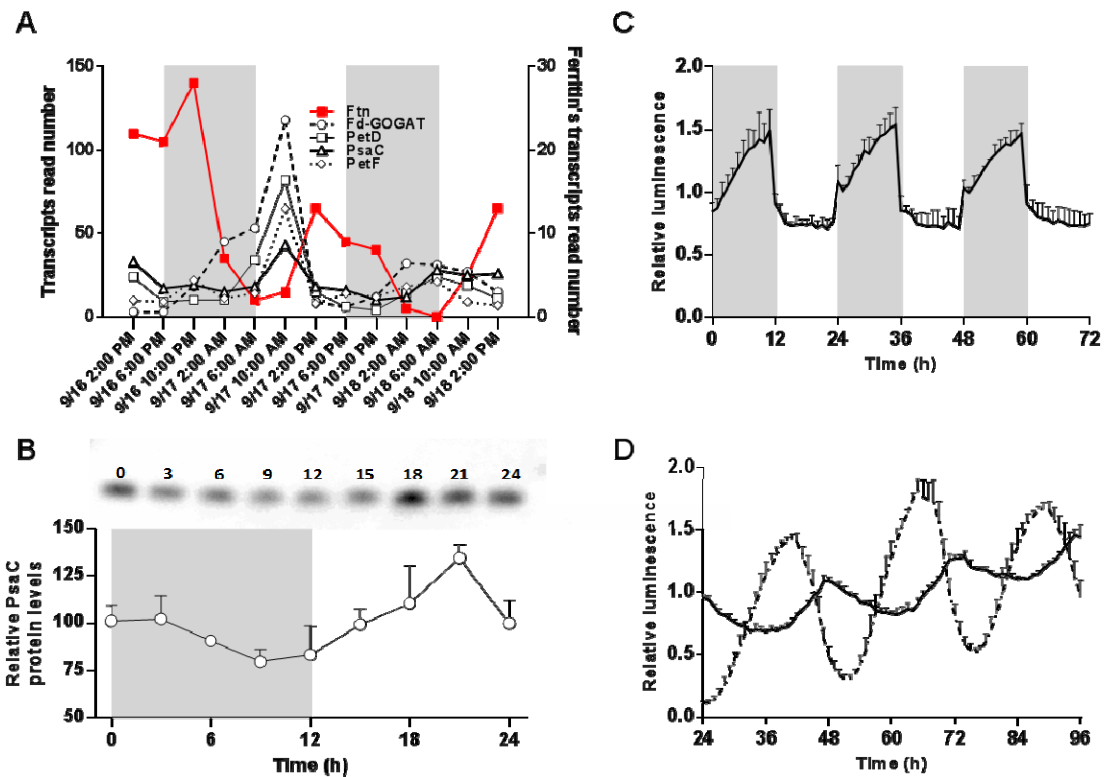 A
Transcripts read number
150
100
50
0
Ftn
Fd-GOGAT
PetD
PsaC
PetF
30
20
10
0
Ferritin's transcripts read number
9/16 2:00 PM
9/16 6:00 PM
9/16 10:00 PM
9/17 2:00 AM
9/17 6:00 AM
9/17 10:00 AM
9/17 2:00 PM
9/17 6:00 PM
9/17 10:00 PM
9/18 2:00 AM
9/18 6:00 AM
9/18 10:00 AM
9/18 2:00 PM
C
Relative luminescence
2.0
1.5
1.0
0.5
0.0
0 12 24 36 48 60 72
Time (h)
B
0 3 6 9 12 15 18 21 24
Relative PsaC
protein levels
150
125
100
75
50
0 6 12 18 24
Time (h)
D
Relative luminescence
2.0
1.5
1.0
0.5
0.0
24 36 48 60 72 84 96
Time (h)